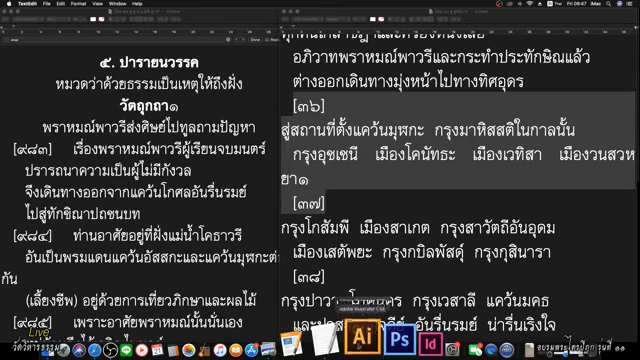 TextEdit File Edit Format View Window Help
Fri 09:47 iMac
Done
๕. ปารายนวรรค
หมวดว่าด้วยธรรมเป็นเหตุให้ถึงฝั่ง
วัตถุกถา๑
พราหมณ์พาวรีส่งศิษย์ไปทูลถามปัญหา
[๙๘๓] เรื่องพราหมณ์พาวรีผู้เรียนจบมนตร์
ปรารถนาความเป็นผู้ไม่มีกังวล
จึงเดินทางออกจากแคว้นโกศลอันรื่นรมย์
ไปสู่ทักขิณาปถชนบท
[๙๘๔] ท่านอาศัยอยู่ที่ฝั่งแม่น้ำโคธาวรี
อันเป็นพรมแดนแคว้นอัสสกะและแคว้นมุฬกะต่อ
กัน
(เลี้ยงชีพ) อยู่ด้วยการเที่ยวภิกษาและผลไม้
[๙๘๕] เพราะอาศัยพราหมณ์นั้นนั่นเอง
อภิวาทพราหมณ์พาวรีและกระทำประทักษิณแล้ว
ต่างออกเดินทางมุ่งหน้าไปทางทิศอุดร
[๓๖]
สู่สถานที่ตั้งแคว้นมุฬกะ กรุงมาหิสสติในกาลนั้น
กรุงอุชเชนี เมืองโคนัทธะ เมืองเวทิสา เมืองวนสวห
ยา๑
[๓๗]
กรุงโกสัมพี เมืองสาเกต กรุงสาวัตถีอันอุดม
เมืองเสตัพยะ กรุงกบิลพัสดุ์ กรุงกุสินารา
[๓๘]
กรุงปาวา โภคนคร กรุงเวสาลี แคว้นมคธ
อันรื่นรมย์ น่ารื่นเริงใจ
Adobe Illustrator CS6
Ai Ps Id
Live